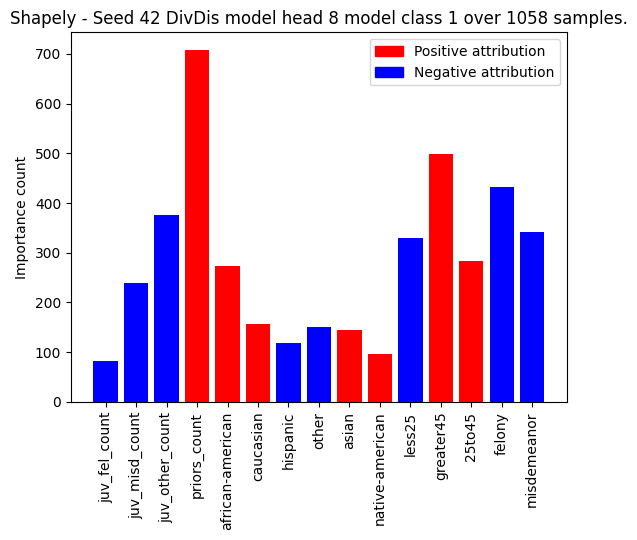 Shapely - Seed 42 DivDis model head 8 model class 1 over 1058 samples.
Positive attribution
Negative attribution
Importance count
700
600
500
400
300
200
100
0
juv_fel_count
juv_misd_count
juv_other_count
priors_count
african-american
caucasian
hispanic
other
asian
native-american
less25
greater45
25to45
felony
misdemeanor